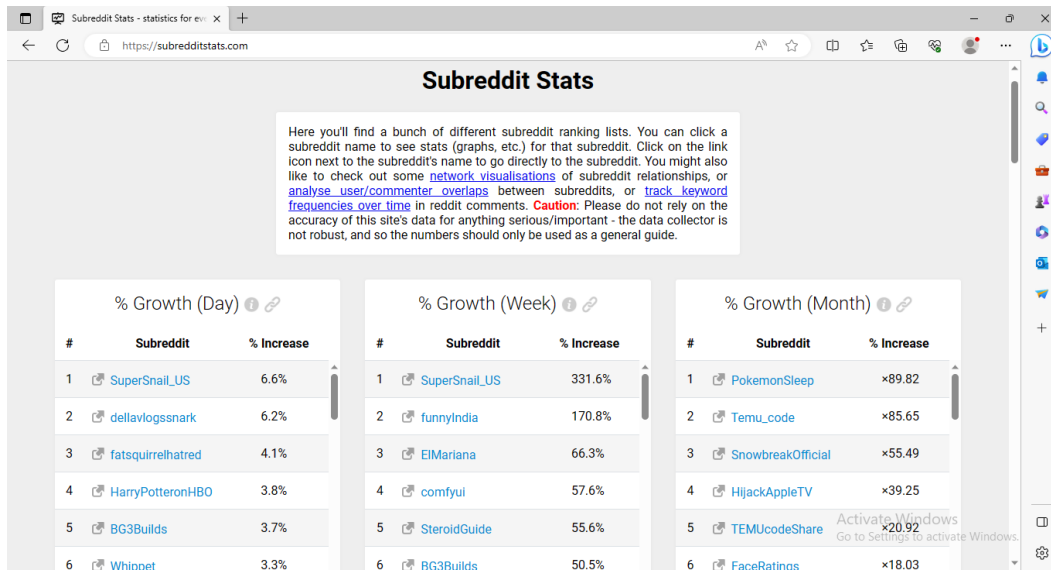 Subreddit Stats - statistics for eve
https://subredditstats.com
Subreddit Stats
Here you'll find a bunch of different subreddit ranking lists. You can click a
subreddit name to see stats (graphs, etc.) for that subreddit. Click on the link
icon next to the subreddit's name to go directly to the subreddit. You might also
like to check out some network visualisations of subreddit relationships, or
analyse user/commenter overlaps between subreddits, or track keyword
frequencies over time in reddit comments. Caution: Please do not rely on the
accuracy of this site's data for anything serious/important - the data collector is
not robust, and so the numbers should only be used as a general guide.
% Growth (Day)
# Subreddit % Increase
1 SuperSnail_US 6.6%
2 dellavlogssnark 6.2%
3 fatsquirrelhatred 4.1%
4 HarryPotteronHBO 3.8%
5 BG3Builds 3.7%
6 Whippet 3.3%
% Growth (Week)
# Subreddit % Increase
1 SuperSnail_US 331.6%
2 funnyIndia 170.8%
3 ElMariana 66.3%
4 comfyui 57.6%
5 SteroidGuide 55.6%
6 BG3Builds 50.5%
% Growth (Month)
# Subreddit % Increase
1 PokemonSleep ×89.82
2 Temu_code ×85.65
3 SnowbreakOfficial ×55.49
4 HijackAppleTV ×39.25
5 TEMUcodeShare ×20.92
6 FaceRatings ×18.03
Activate Windows
Go to Settings to activate Windows.